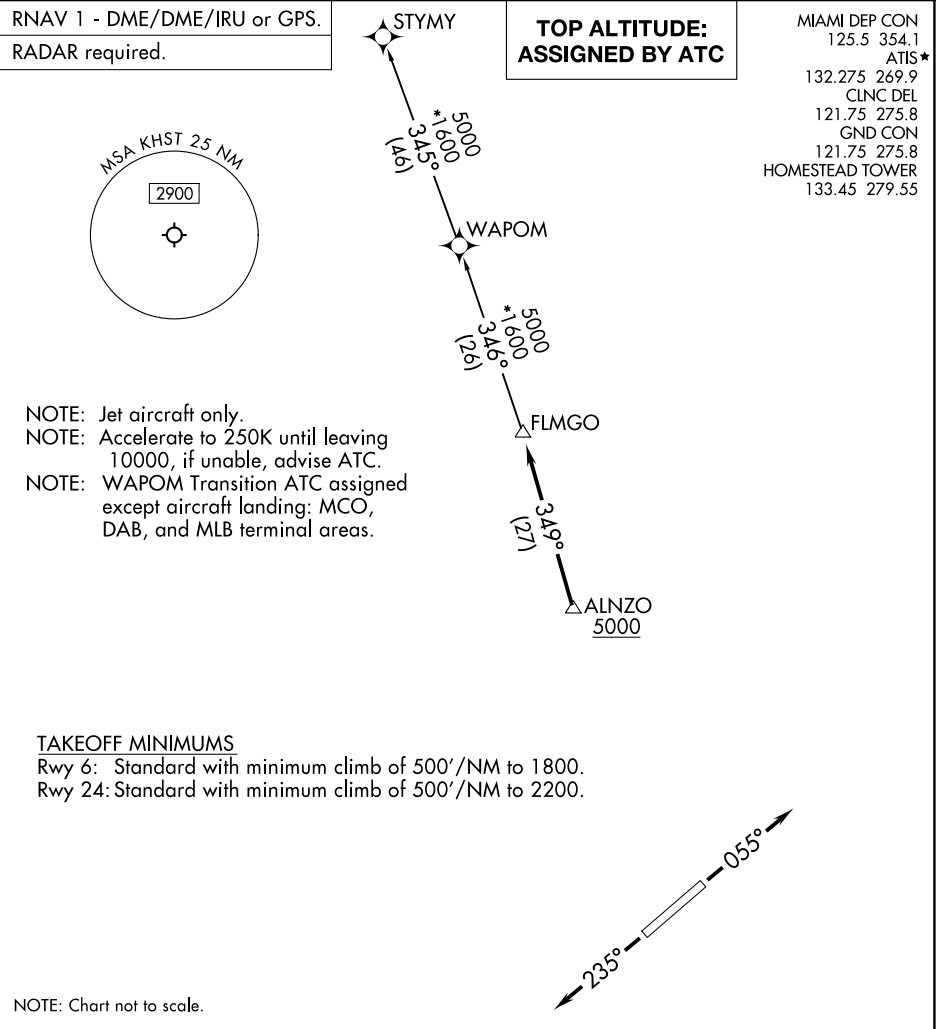 RNAV 1 - DME/DME/IRU or GPS.
RADAR required.
STYMY
TOP ALTITUDE:
ASSIGNED BY ATC
MIAMI DEP CON
125.5 354.1
ATIS★
132.275 269.9
CLNC DEL
121.75 275.8
GND CON
121.75 275.8
HOMESTEAD TOWER
133.45 279.55
MSA KHST 25 NM
2900
5000
*1600
345°
(46)
WAPOM
5000
*1600
346°
(26)
FLMGO
NOTE: Jet aircraft only.
NOTE: Accelerate to 250K until leaving
10000, if unable, advise ATC.
NOTE: WAPOM Transition ATC assigned
except aircraft landing: MCO,
DAB, and MLB terminal areas.
349°
(27)
ALNZO
5000
TAKEOFF MINIMUMS
Rwy 6: Standard with minimum climb of 500'/NM to 1800.
Rwy 24: Standard with minimum climb of 500'/NM to 2200.
055°
235°
NOTE: Chart not to scale.